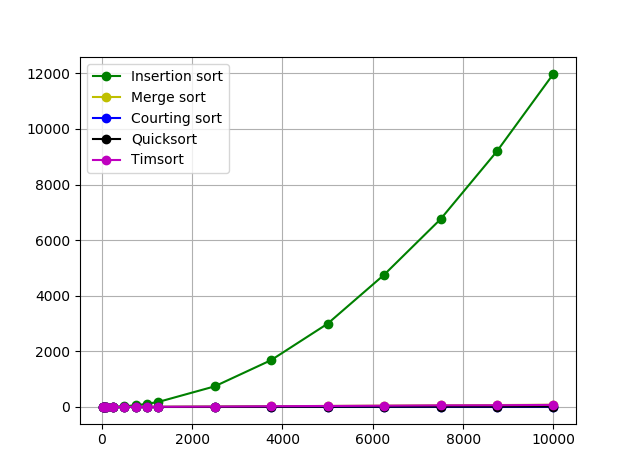 12000
10000
8000
6000
4000
2000
0
Insertion sort
Merge sort
Courting sort
Quicksort
Timsort
0 2000 4000 6000 8000 10000